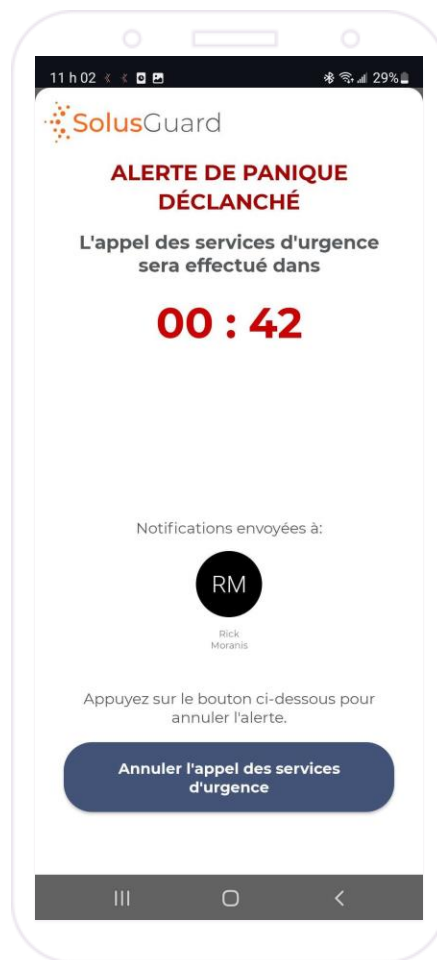 11 h 02
29%
SolusGuard
ALERTE DE PANIQUE
DÉCLANCHÉ
L'appel des services d'urgence
sera effectué dans
00 : 42
Notifications envoyées à:
RM
Rick
Moranis
Appuyez sur le bouton ci-dessous pour
annuler l'alerte.
Annuler l'appel des services
d'urgence